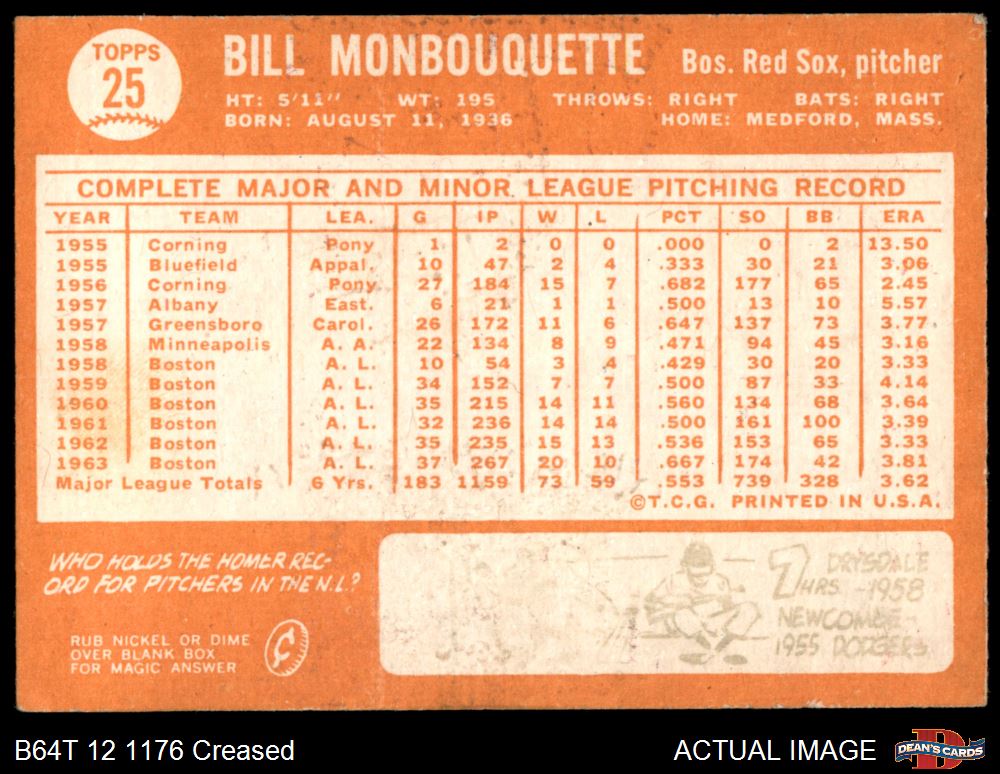 TOPPS
25
BILL MONBOUQUETTE Bos. Red Sox, pitcher
HT: 5'11" WT: 195 THROWS: RIGHT BATS: RIGHT
BORN: AUGUST 11, 1936 HOME: MEDFORD, MASS.
COMPLETE MAJOR AND MINOR LEAGUE PITCHING RECORD
YEAR TEAM LEA. G IP W L PCT SO BB ERA
1955 Corning Pony 1 2 0 0 .000 0 2 13.50
1955 Bluefield Appal. 10 47 2 4 .333 30 21 3.06
1956 Corning Pony 27 184 15 7 .682 177 65 2.45
1957 Albany East. 6 21 1 1 .500 13 10 5.57
1957 Greensboro Carol. 26 172 11 6 .647 137 73 3.77
1958 Minneapolis A. A. 22 134 8 9 .471 94 45 3.16
1958 Boston A. L. 10 54 3 4 .429 30 20 3.33
1959 Boston A. L. 34 152 7 7 .500 87 33 4.14
1960 Boston A. L. 35 215 14 11 .560 134 68 3.64
1961 Boston A. L. 32 236 14 14 .500 161 100 3.39
1962 Boston A. L. 35 235 15 13 .536 153 65 3.33
1963 Boston A. L. 37 267 20 10 .667 174 42 3.81
Major League Totals 6 Yrs. 183 1159 73 59 .553 739 328 3.62
©T.C.G. PRINTED IN U.S.A.
WHO HOLDS THE HOMER REC-
ORD FOR PITCHERS IN THE N.L.?
RUB NICKEL OR DIME
OVER BLANK BOX
FOR MAGIC ANSWER
¢
7 DRYSDALE
HRS. -1958
NEWCOMBE-
1955 DODGERS
B64T 12 1176 Creased ACTUAL IMAGE
D
DEAN'S CARDS